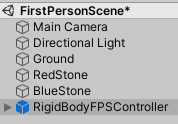 FirstPersonScene*
Main Camera
Directional Light
Ground
RedStone
BlueStone
RigidBodyFPSController